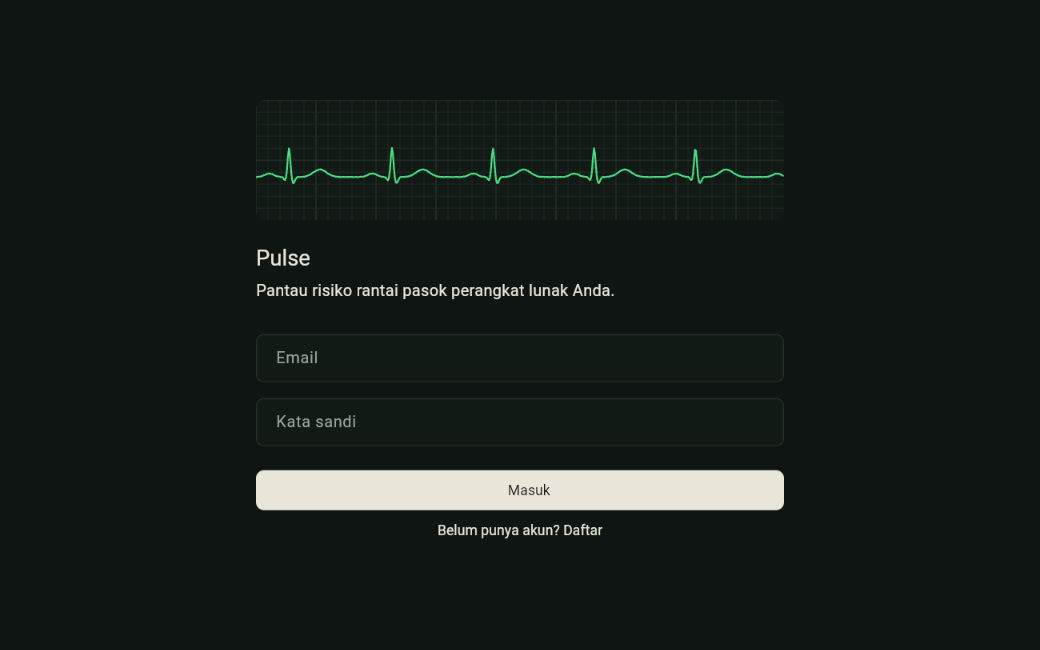 Pulse
Pantau risiko rantai pasok perangkat lunak Anda.
Email
Kata sandi
Masuk
Belum punya akun? Daftar